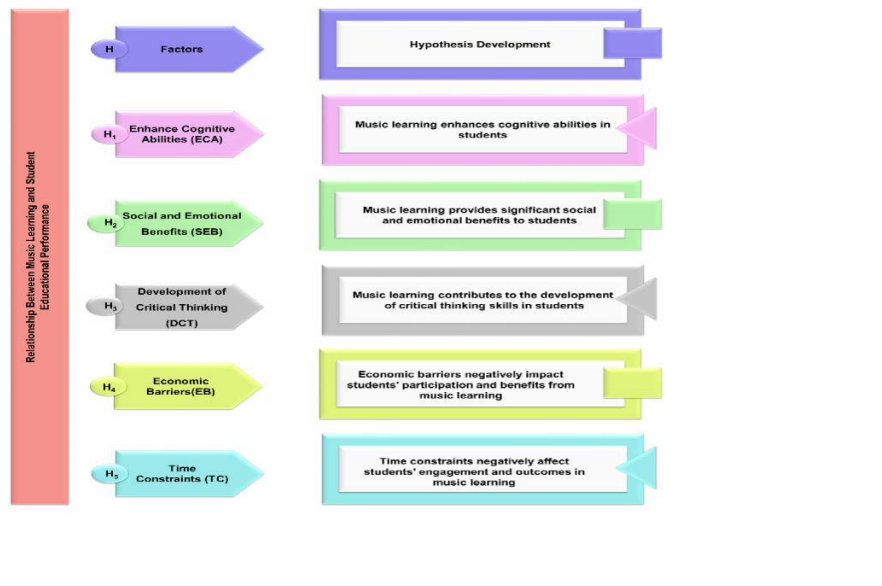 Relationship Between Music Learning and Student
Educational Performance
H
Factors
Hypothesis Development
H₁
Enhance Cognitive
Abilities (ECA)
Music learning enhances cognitive abilities in
students
H₂
Social and Emotional
Benefits (SEB)
Music learning provides significant social
and emotional benefits to students
H₃
Development of
Critical Thinking
(DCT)
Music learning contributes to the development
of critical thinking skills in students
H₄
Economic
Barriers(EB)
Economic barriers negatively impact
students' participation and benefits from
music learning
H₅
Time
Constraints (TC)
Time constraints negatively affect
students' engagement and outcomes in
music learning